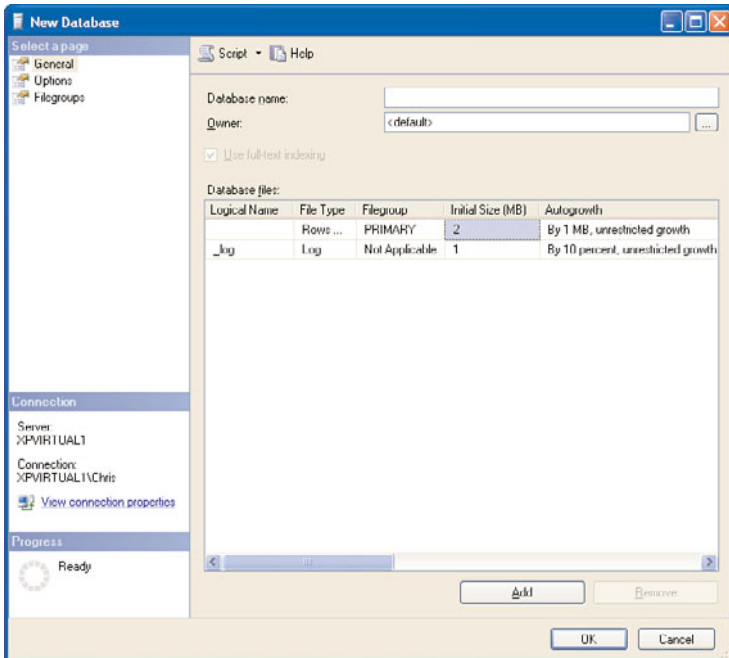 New Database
Select a page
General
Options
Filegroups
Script Help
Database name:
Owner: <default> ...
Use full-text indexing
Database files:
Logical Name File Type Filegroup Initial Size (MB) Autogrowth
Rows ... PRIMARY 2 By 1 MB, unrestricted growth
_log Log Not Applicable 1 By 10 percent, unrestricted growth
Connection
Server:
XPVIRTUAL1
Connection:
XPVIRTUAL1\Chris
View connection properties
Progress
Ready
Add Remove
OK Cancel